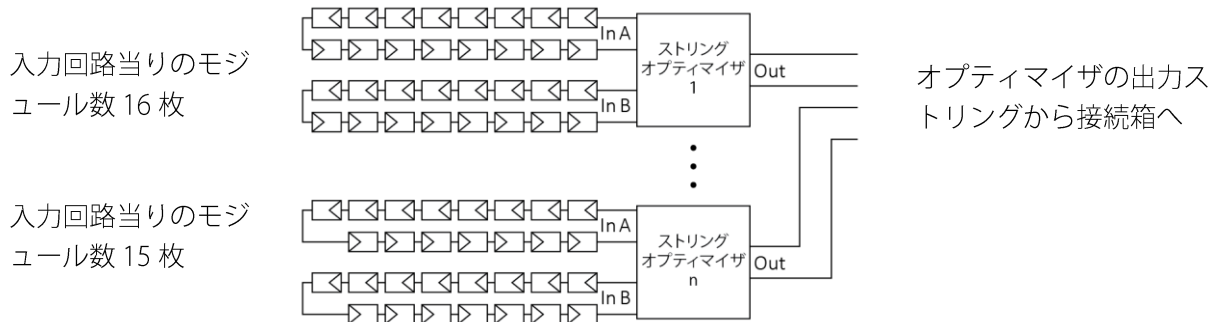 入力回路当りのモジ
ュール数 16 枚
In A
In B
ストリング
オプティマイザ
1
Out
オプティマイザの出力ス
トリングから接続箱へ
入力回路当りのモジ
ュール数 15 枚
In A
In B
ストリング
オプティマイザ
n
Out